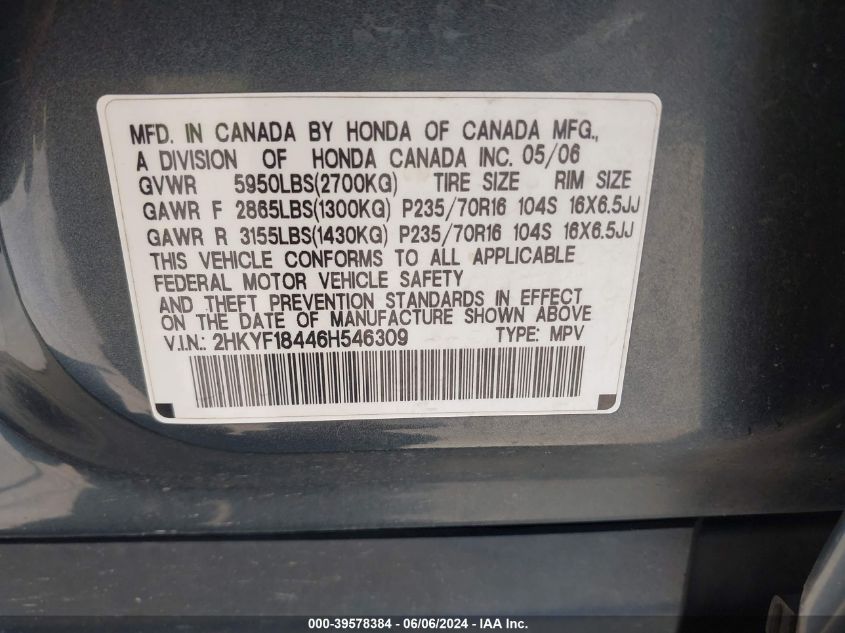 MFD. IN CANADA BY HONDA OF CANADA MFG.,
A DIVISION OF HONDA CANADA INC. 05/06
GVWR 5950LBS(2700KG) TIRE SIZE RIM SIZE
GAWR F 2865LBS(1300KG) P235/70R16 104S 16X6.5JJ
GAWR R 3155LBS(1430KG) P235/70R16 104S 16X6.5JJ
THIS VEHICLE CONFORMS TO ALL APPLICABLE
FEDERAL MOTOR VEHICLE SAFETY
AND THEFT PREVENTION STANDARDS IN EFFECT
ON THE DATE OF MANUFACTURE SHOWN ABOVE
V.I.N.: 2HKYF18446H546309 TYPE: MPV
000-39578384 - 06/06/2024 - IAA Inc.